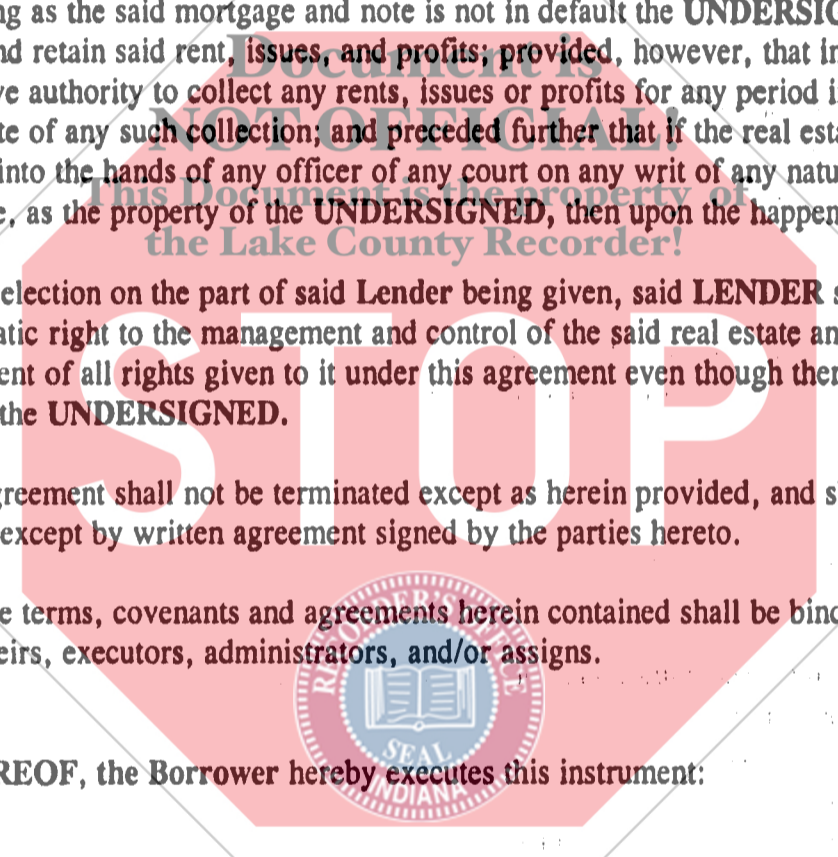 ng as the said mortgage and note is not in default the UNDERSIG
nd retain said rent, issues, and profits; provided, however, that in
Document is
ve authority to collect any rents, issues or profits for any period i
NOT OFFICIAL!
te of any such collection; and preceded further that if the real esta
into the hands of any officer of any court on any writ of any natu
This Document is the property of
e, as the property of the UNDERSIGNED, then upon the happen
the Lake County Recorder!
election on the part of said Lender being given, said LENDER s
atic right to the management and control of the said real estate an
ent of all rights given to it under this agreement even though ther
the UNDERSIGNED.
STOP
greement shall not be terminated except as herein provided, and s
except by written agreement signed by the parties hereto.
e terms, covenants and agreements herein contained shall be bind
eirs, executors, administrators, and/or assigns.
RECORDER'S OFFICE
SEAL
INDIANA
REOF, the Borrower hereby executes this instrument: